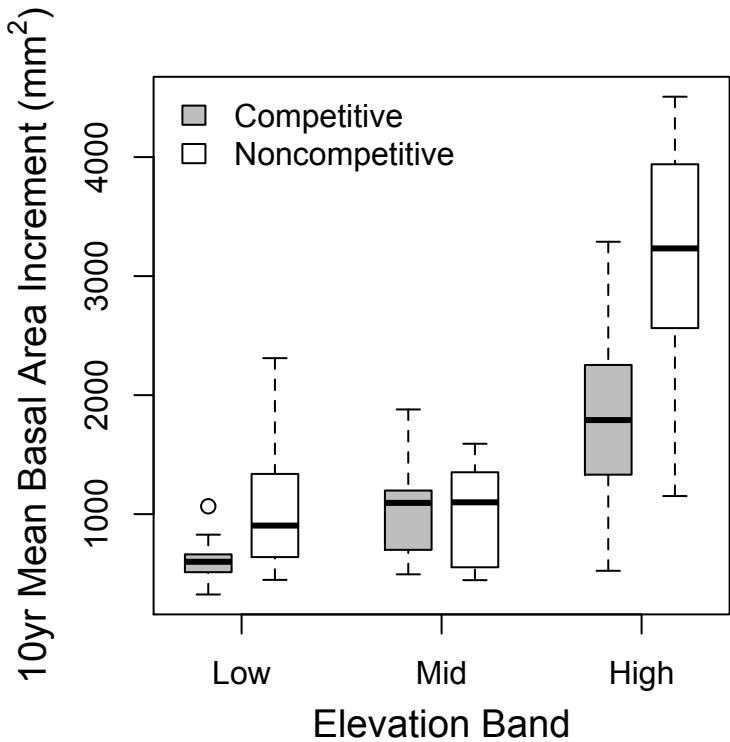 10yr Mean Basal Area Increment (mm²)
Competitive
Noncompetitive
4000
3000
2000
1000
Low Mid High
Elevation Band